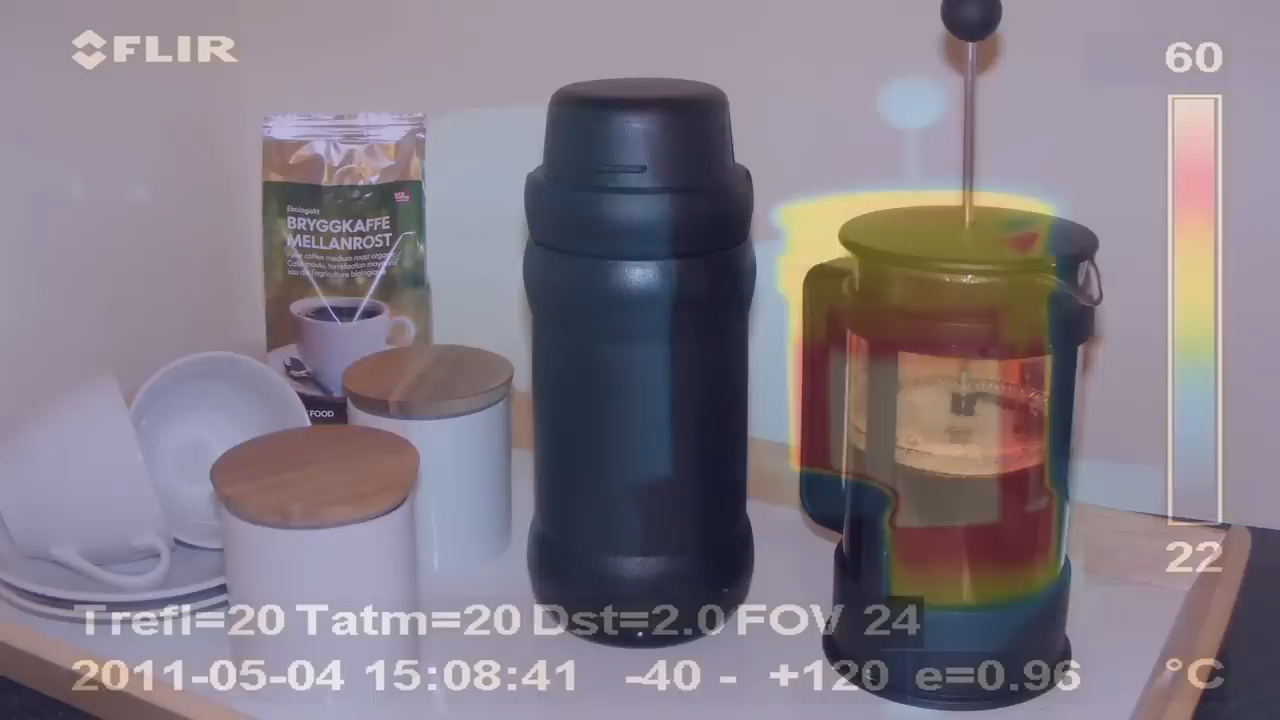 FLIR
60
Ekologiskt
BRYGGKAFFE
MELLANROST
FOOD
22
Trefl=20 Tatm=20 Dst=2.0 FOV 24
2011-05-04 15:08:41 -40 - +120 e=0.96 °C